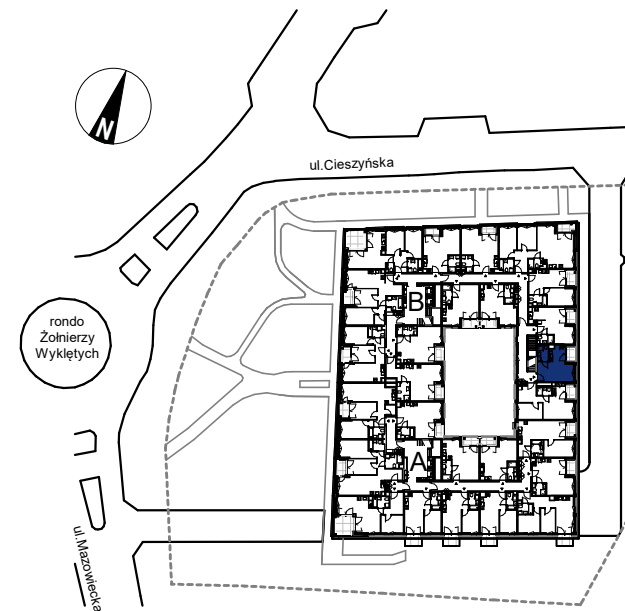 N
ul.Cieszyńska
B
rondo
Żołnierzy
Wyklętych
A
ul.Mazowiecka